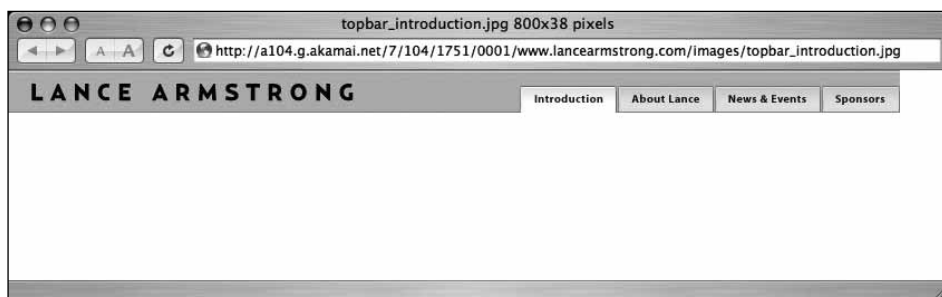 topbar_introduction.jpg 800x38 pixels
A A http://a104.g.akamai.net/7/104/1751/0001/www.lancearmstrong.com/images/topbar_introduction.jpg
LANCE ARMSTRONG
Introduction About Lance News & Events Sponsors